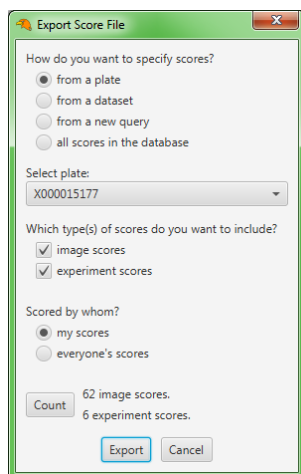 Export Score File
How do you want to specify scores?
from a plate
from a dataset
from a new query
all scores in the database
Select plate:
X000015177
Which type(s) of scores do you want to include?
image scores
experiment scores
Scored by whom?
my scores
everyone's scores
Count
62 image scores.
6 experiment scores.
Export
Cancel